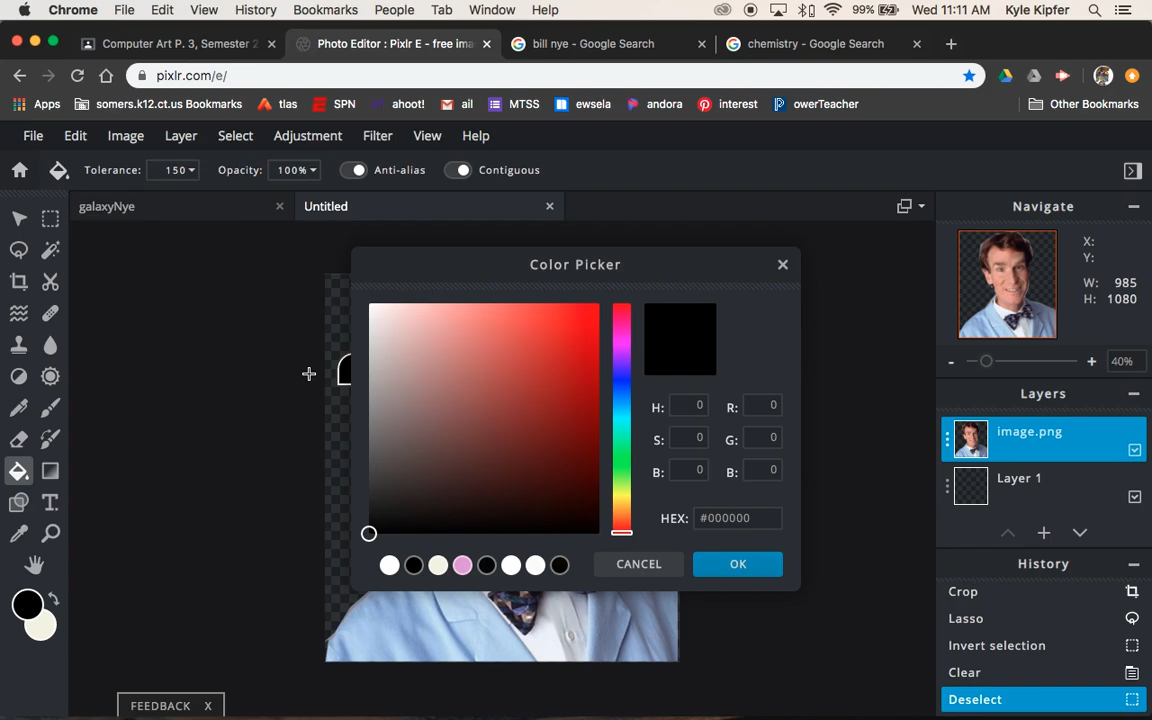 Chrome File Edit View History Bookmarks People Tab Window Help 99% Wed 11:11 AM Kyle Kipfer
Computer Art P. 3, Semester 2 Photo Editor : Pixlr E - free ima bill nye - Google Search chemistry - Google Search
pixlr.com/e/
Apps somers.k12.ct.us Bookmarks tlas SPN ahoot! ail MTSS ewsela andora interest owerTeacher Other Bookmarks
File Edit Image Layer Select Adjustment Filter View Help
Tolerance: 150 Opacity: 100% Anti-alias Contiguous
galaxyNye Untitled
Navigate
X:
Y:
W: 985
H: 1080
- + 40%
Color Picker
H: 0 R: 0
S: 0 G: 0
B: 0 B: 0
HEX: #000000
CANCEL OK
Layers
image.png
Layer 1
History
Crop
Lasso
Invert selection
Clear
Deselect
FEEDBACK X